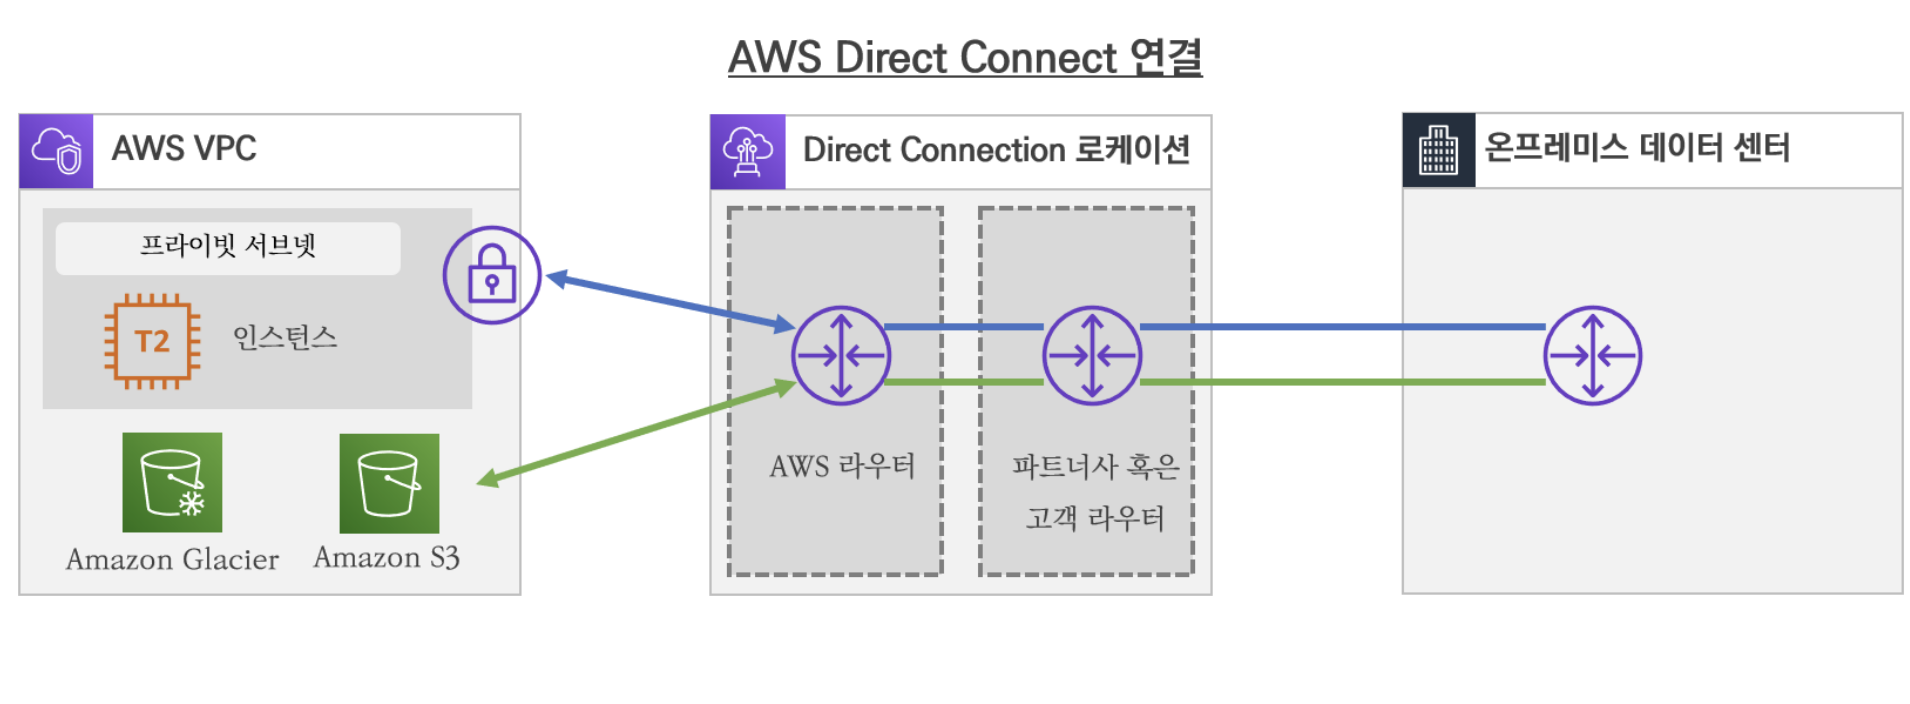 AWS Direct Connect 연결
AWS VPC
프라이빗 서브넷
T2
인스턴스
Amazon Glacier
Amazon S3
Direct Connection 로케이션
AWS 라우터
파트너사 혹은
고객 라우터
온프레미스 데이터 센터